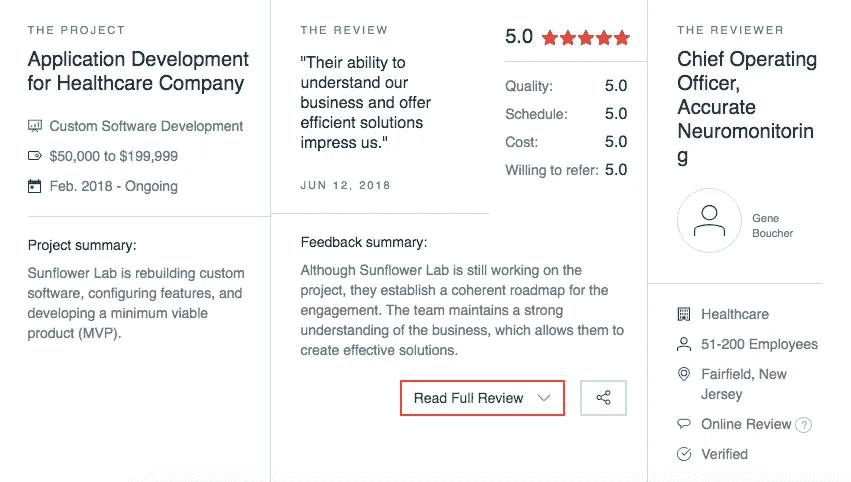 THE PROJECT
Application Development
for Healthcare Company
Custom Software Development
$50,000 to $199,999
Feb. 2018 - Ongoing
Project summary:
Sunflower Lab is rebuilding custom
software, configuring features, and
developing a minimum viable
product (MVP).
THE REVIEW
"Their ability to
understand our
business and offer
efficient solutions
impress us."
JUN 12, 2018
5.0
Quality: 5.0
Schedule: 5.0
Cost: 5.0
Willing to refer: 5.0
Feedback summary:
Although Sunflower Lab is still working on the
project, they establish a coherent roadmap for the
engagement. The team maintains a strong
understanding of the business, which allows them to
create effective solutions.
Read Full Review
THE REVIEWER
Chief Operating
Officer,
Accurate
Neuromonitorin
g
Gene
Boucher
Healthcare
51-200 Employees
Fairfield, New
Jersey
Online Review ?
Verified